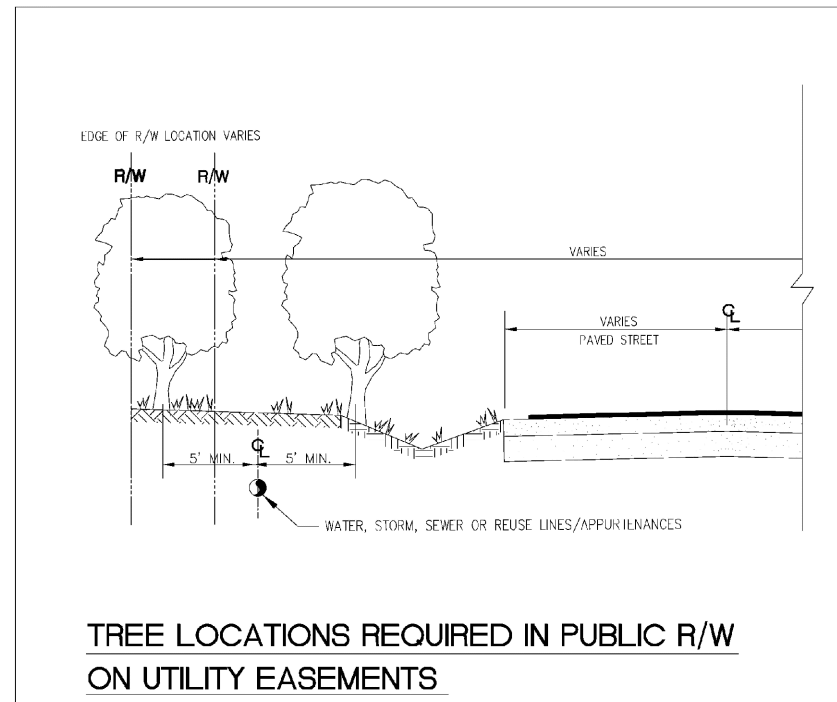 EDGE OF R/W LOCATION VARIES
R/W R/W
VARIES
℄
VARIES
PAVED STREET
℄
5' MIN. 5' MIN.
WATER, STORM, SEWER OR REUSE LINES/APPURTENANCES
TREE LOCATIONS REQUIRED IN PUBLIC R/W
ON UTILITY EASEMENTS